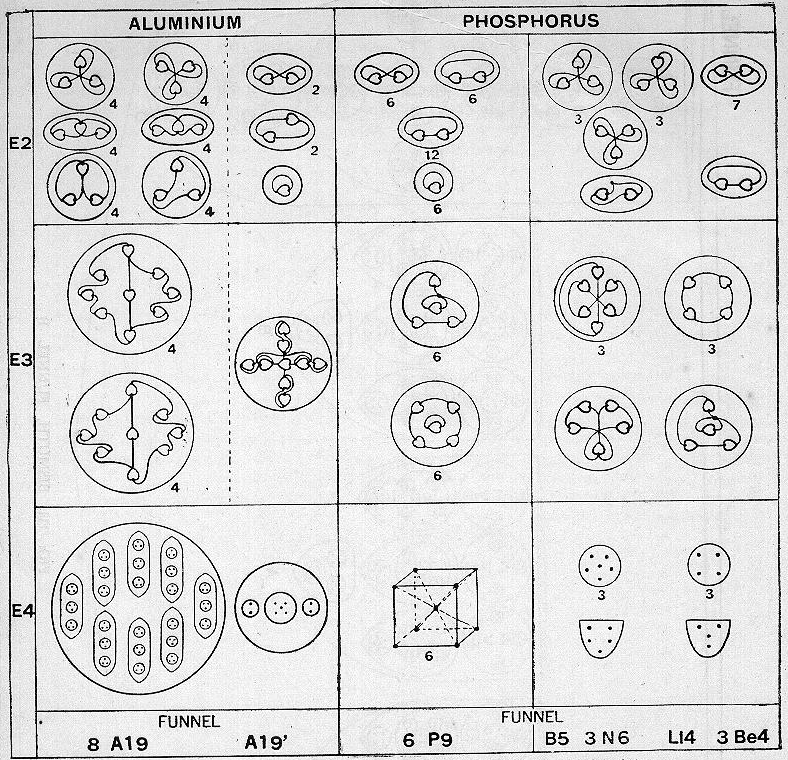 ALUMINIUM PHOSPHORUS
4 4 2 6 6 3 3 7
E2 4 4 2 12
4 4 6
E3 4 6 3 3
4 6
E4 3 3
6
FUNNEL FUNNEL
8 Al9 Al9' 6 P9 B5 3 N6 LI4 3 Be4